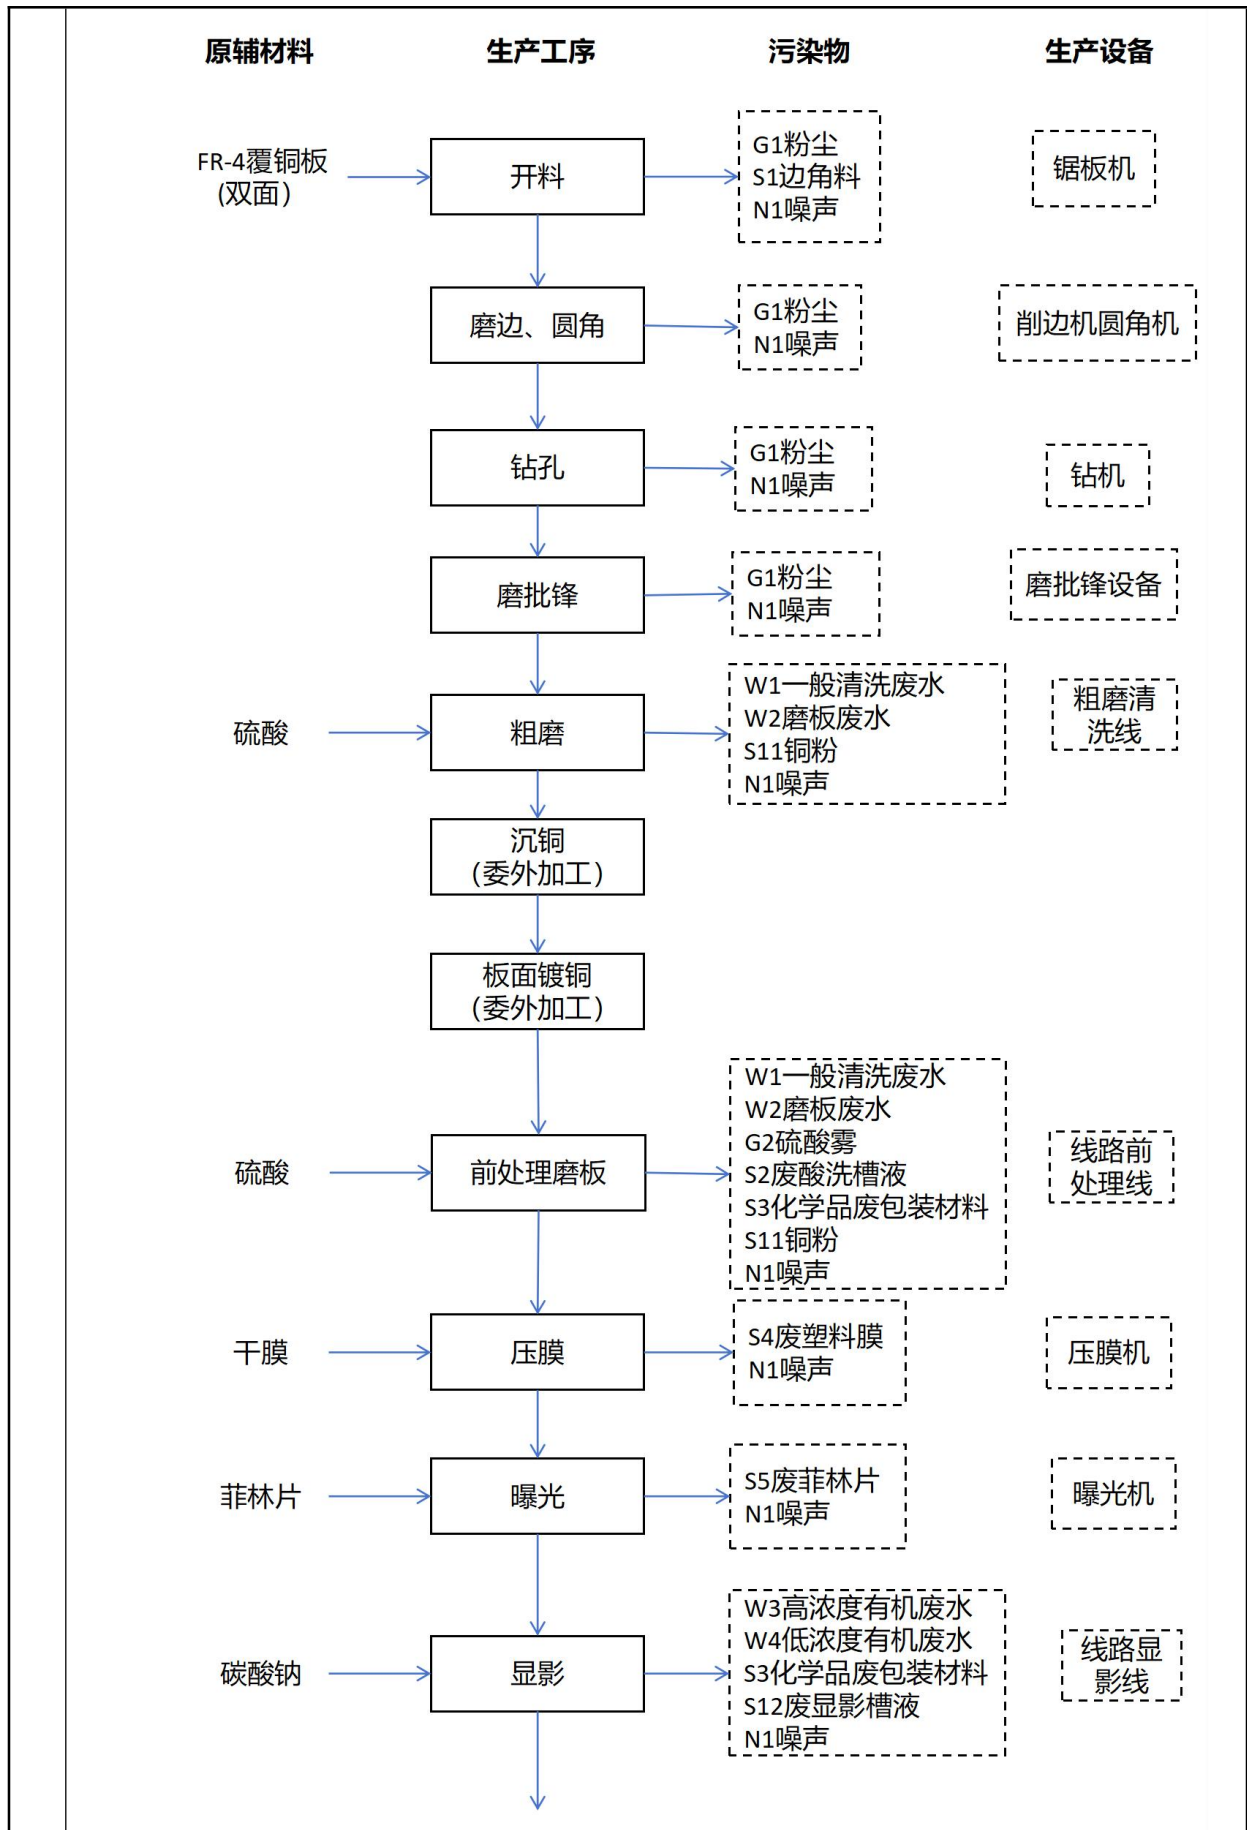 原辅材料 生产工序 污染物 生产设备
FR-4覆铜板
(双面）
开料
G1粉尘
S1边角料
N1噪声
锯板机
磨边、圆角
G1粉尘
N1噪声
削边机圆角机
钻孔
G1粉尘
N1噪声
钻机
磨批锋
G1粉尘
N1噪声
磨批锋设备
硫酸
粗磨
W1一般清洗废水
W2磨板废水
S11铜粉
N1噪声
粗磨清
洗线
沉铜
（委外加工）
板面镀铜
（委外加工）
硫酸
前处理磨板
W1一般清洗废水
W2磨板废水
G2硫酸雾
S2废酸洗槽液
S3化学品废包装材料
S11铜粉
N1噪声
线路前
处理线
干膜
压膜
S4废塑料膜
N1噪声
压膜机
菲林片
曝光
S5废菲林片
N1噪声
曝光机
碳酸钠
显影
W3高浓度有机废水
W4低浓度有机废水
S3化学品废包装材料
S12废显影槽液
N1噪声
线路显
影线